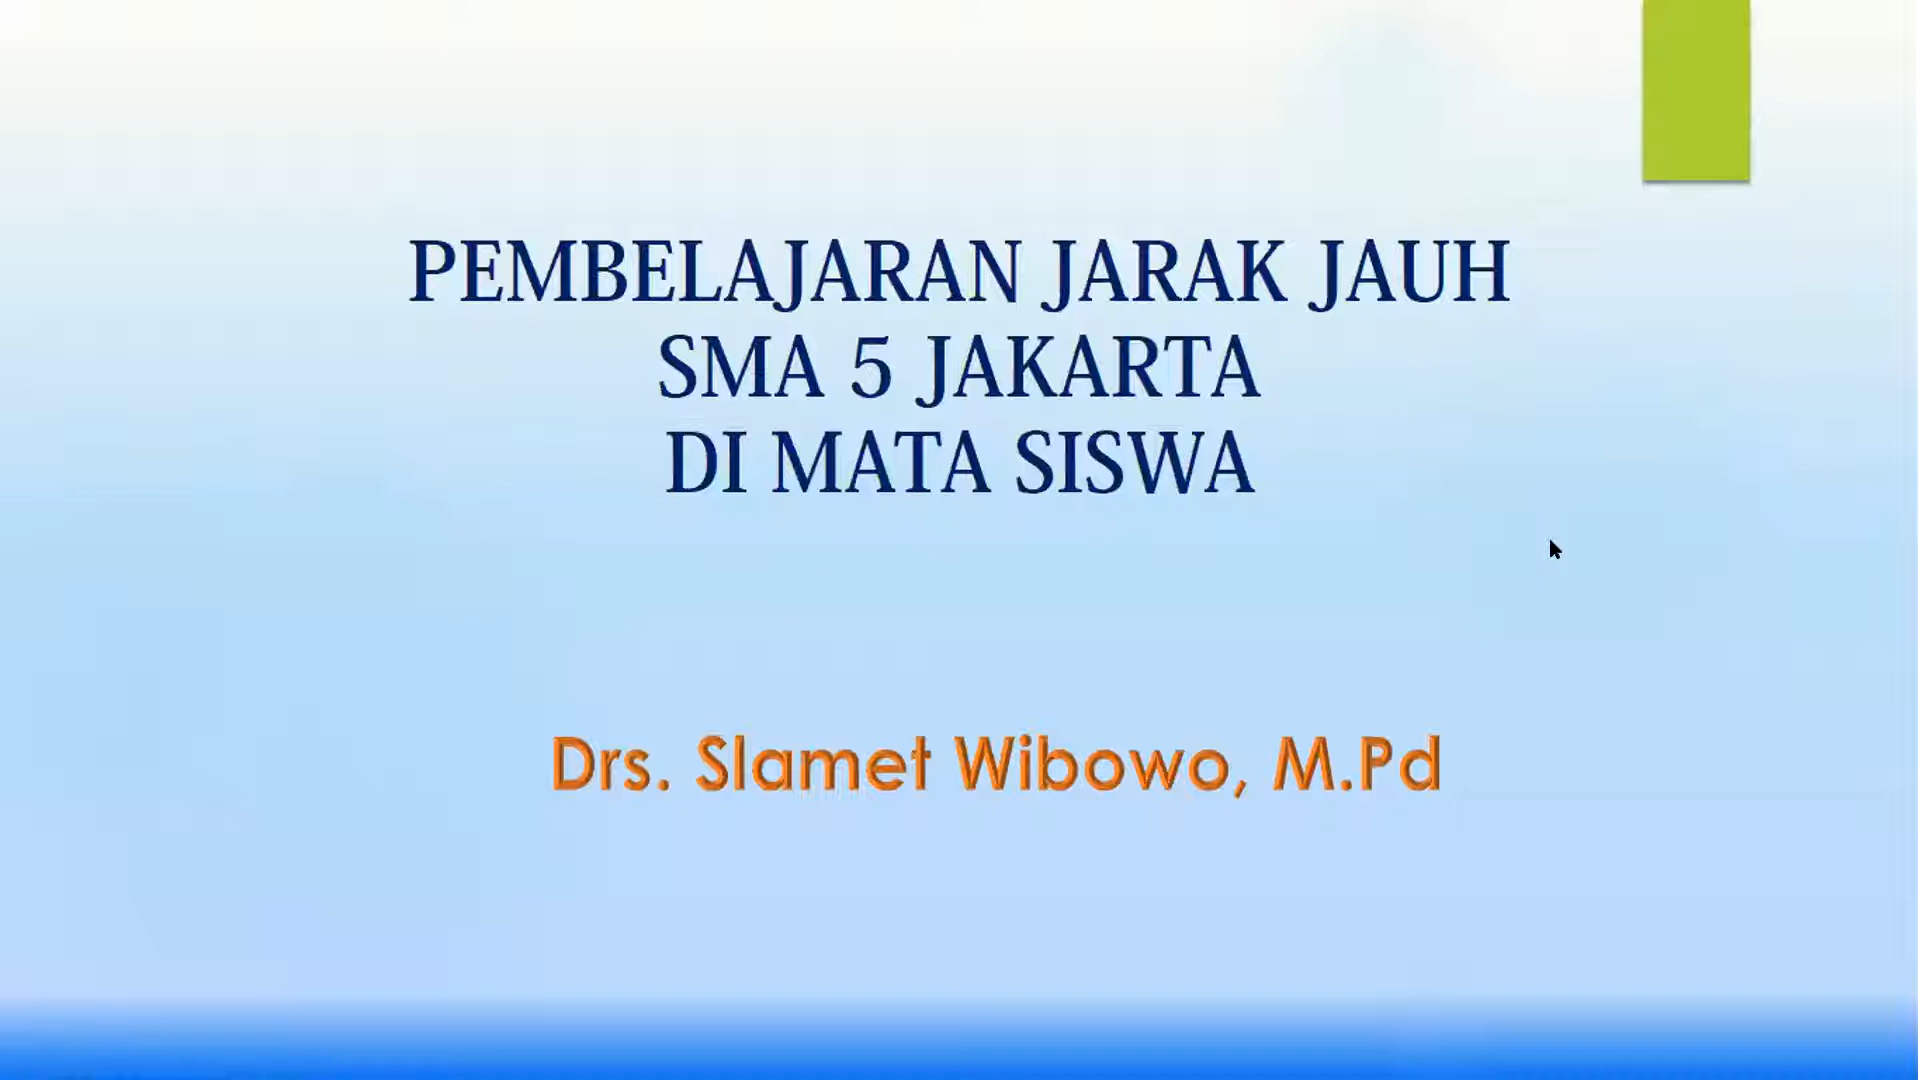 PEMBELAJARAN JARAK JAUH
SMA 5 JAKARTA
DI MATA SISWA
Drs. Slamet Wibowo, M.Pd